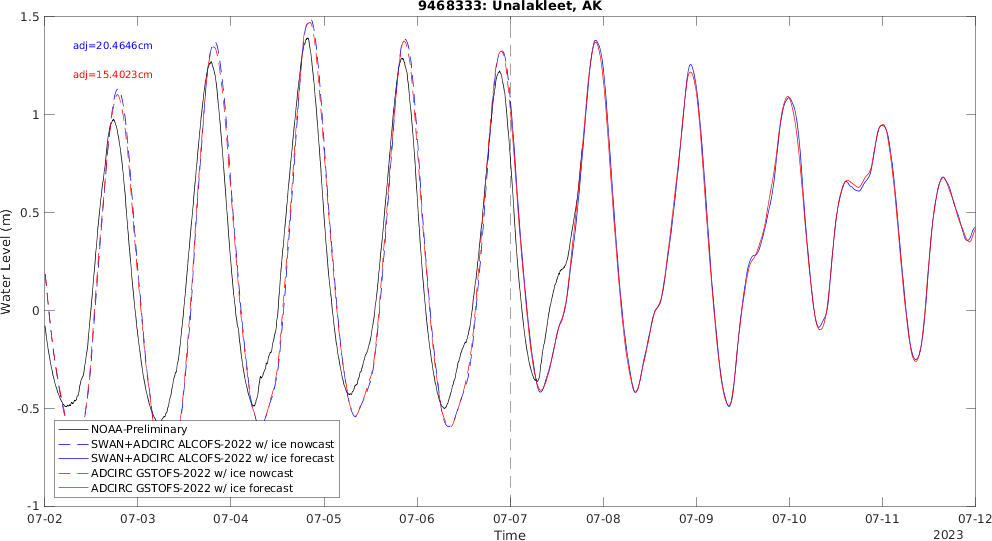 9468333: Unalakleet, AK
1.5
1
0.5
0
-0.5
-1
Water Level (m)
adj=20.4646cm
adj=15.4023cm
NOAA-Preliminary
SWAN+ADCIRC ALCOFS-2022 w/ ice nowcast
SWAN+ADCIRC ALCOFS-2022 w/ ice forecast
ADCIRC GSTOFS-2022 w/ ice nowcast
ADCIRC GSTOFS-2022 w/ ice forecast
07-02 07-03 07-04 07-05 07-06 07-07 07-08 07-09 07-10 07-11 07-12
Time
2023